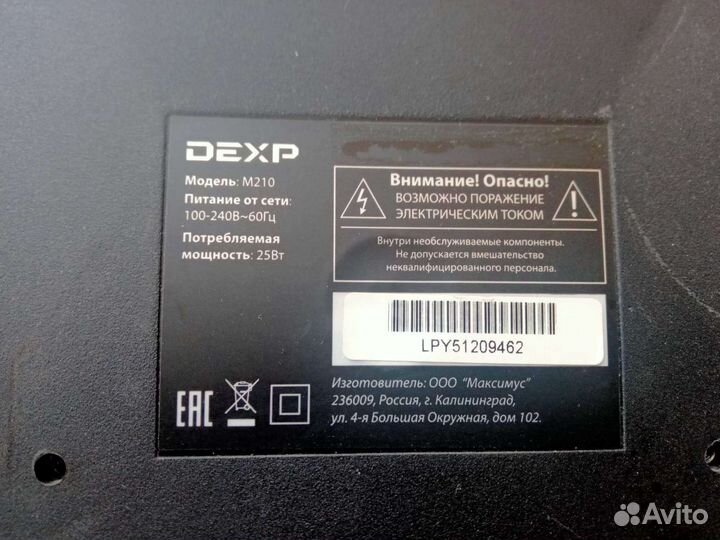 DEXP
Модель: M210
Питание от сети:
100-240В~60Гц
Потребляемая
мощность: 25Вт
Внимание! Опасно!
ВОЗМОЖНО ПОРАЖЕНИЕ
ЭЛЕКТРИЧЕСКИМ ТОКОМ
Внутри необслуживаемые компоненты.
Не допускается вмешательство
неквалифицированного персонала.
LPY51209462
Изготовитель: ООО "Максимус"
236009, Россия, г. Калининград,
ул. 4-я Большая Окружная, дом 102.
EAC
Avito